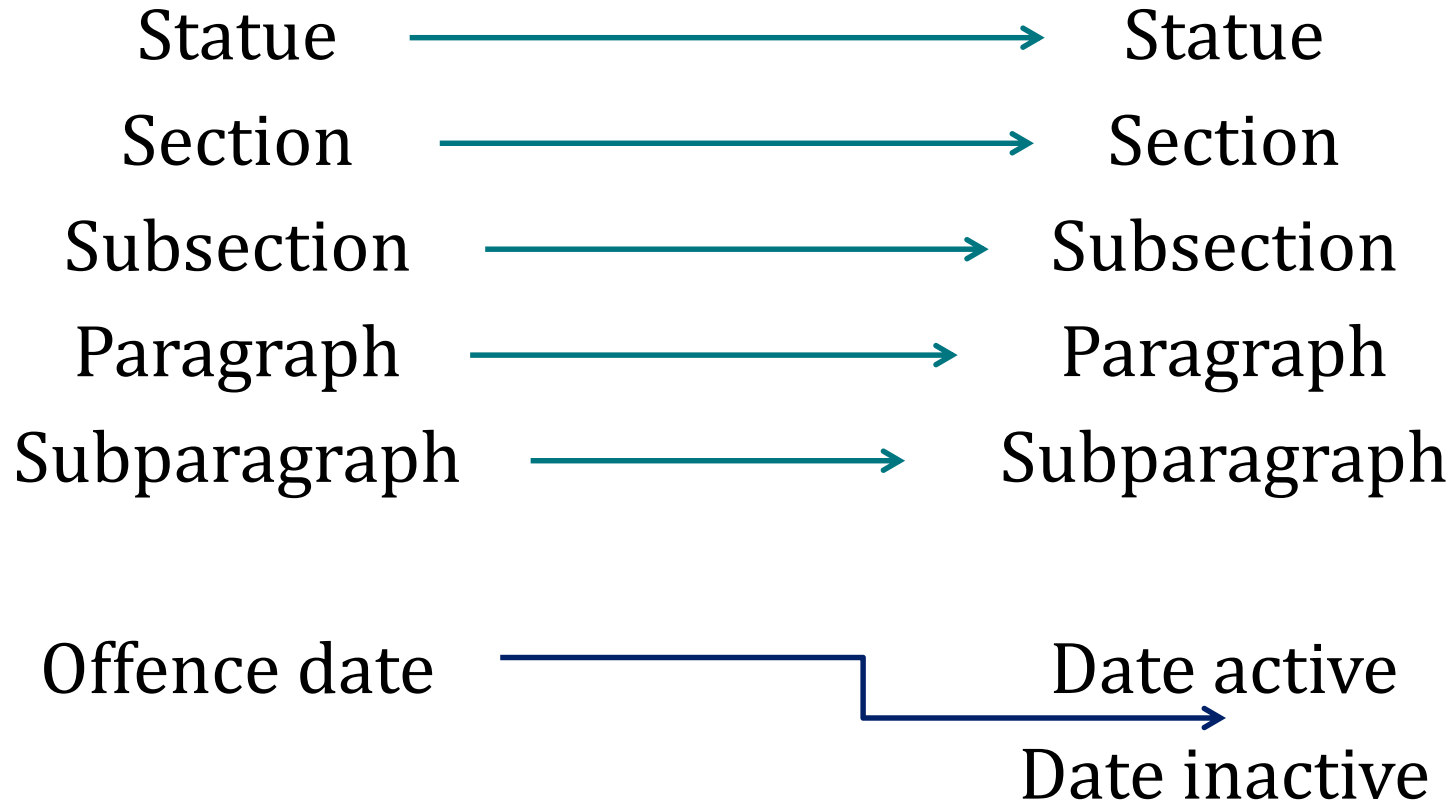 Statue Statue
Section Section
Subsection Subsection
Paragraph Paragraph
Subparagraph Subparagraph
Offence date Date active
Date inactive